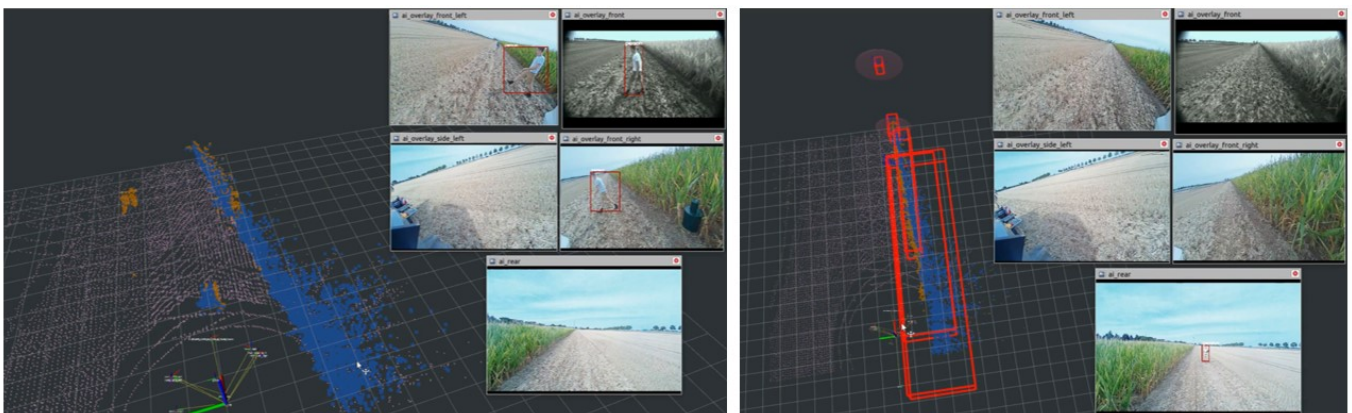 ai_overlay_front_left
ai_overlay_front
ai_overlay_side_left
ai_overlay_front_right
ai_rear
ai_overlay_front_left
ai_overlay_front
ai_overlay_side_left
ai_overlay_front_right
ai_rear